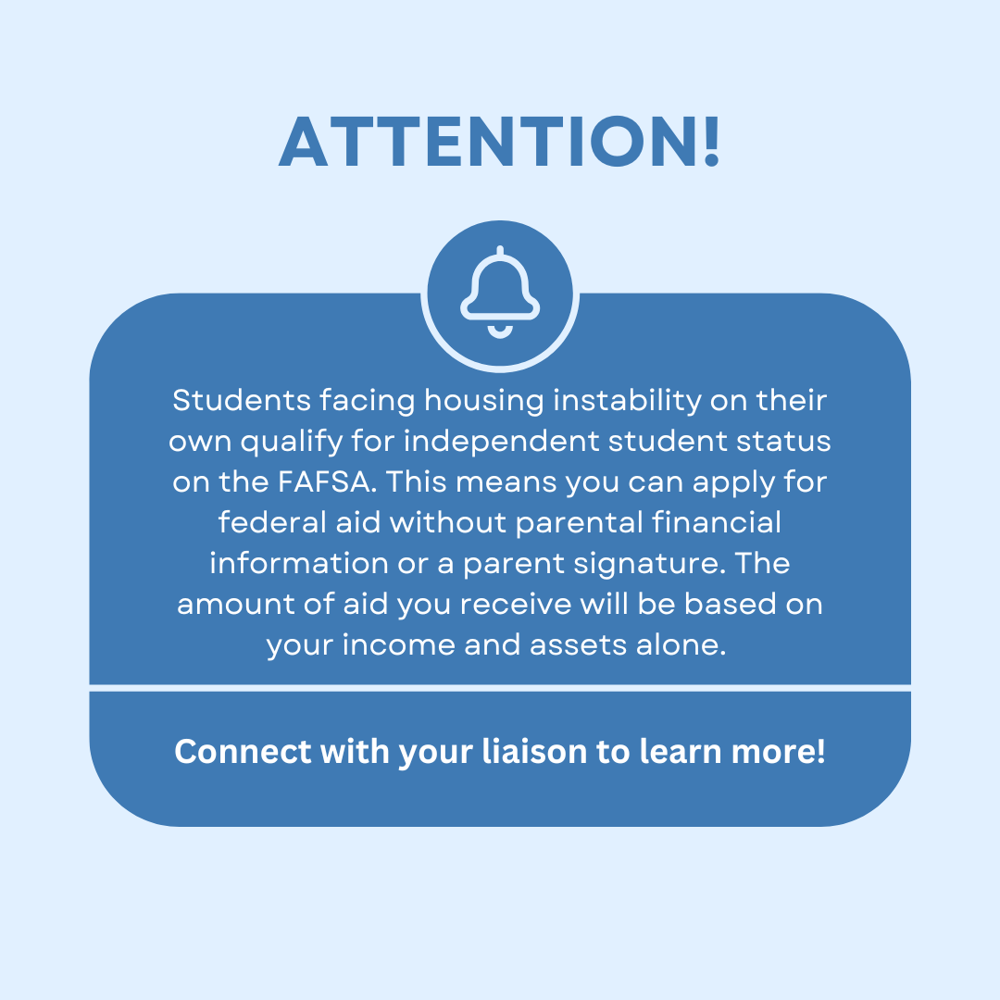 ATTENTION!
Students facing housing instability on their
own qualify for independent student status
on the FAFSA. This means you can apply for
federal aid without parental financial
information or a parent signature. The
amount of aid you receive will be based on
your income and assets alone.
Connect with your liaison to learn more!